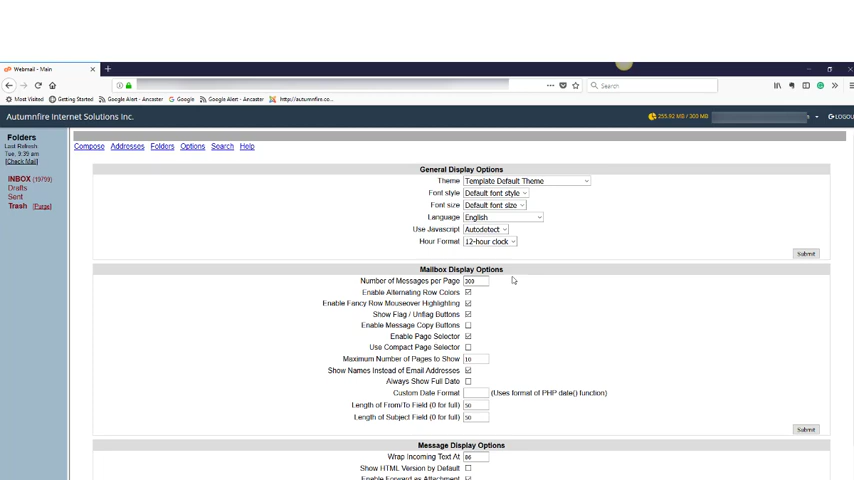 Webmail - Main
Search
Most Visited Getting Started Google Alert - Ancaster Google Google Alert - Ancaster http://autumnfire.co...
Autumnfire Internet Solutions Inc. 255.92 MB / 300 MB LOGOU
Folders
Last Refresh
Tue, 9:39 am
[Check Mail]
INBOX (19799)
Drafts
Sent
Trash [Purge]
Compose Addresses Folders Options Search Help
General Display Options
Theme Template Default Theme
Font style Default font style
Font size Default font size
Language English
Use Javascript Autodetect
Hour Format 12-hour clock
Submit
Mailbox Display Options
Number of Messages per Page 300
Enable Alternating Row Colors
Enable Fancy Row Mouseover Highlighting
Show Flag / Unflag Buttons
Enable Message Copy Buttons
Enable Page Selector
Use Compact Page Selector
Maximum Number of Pages to Show 10
Show Names Instead of Email Addresses
Always Show Full Date
Custom Date Format (Uses format of PHP date() function)
Length of From/To Field (0 for full) 50
Length of Subject Field (0 for full) 50
Submit
Message Display Options
Wrap Incoming Text At 86
Show HTML Version by Default
Enable Forward as Attachment